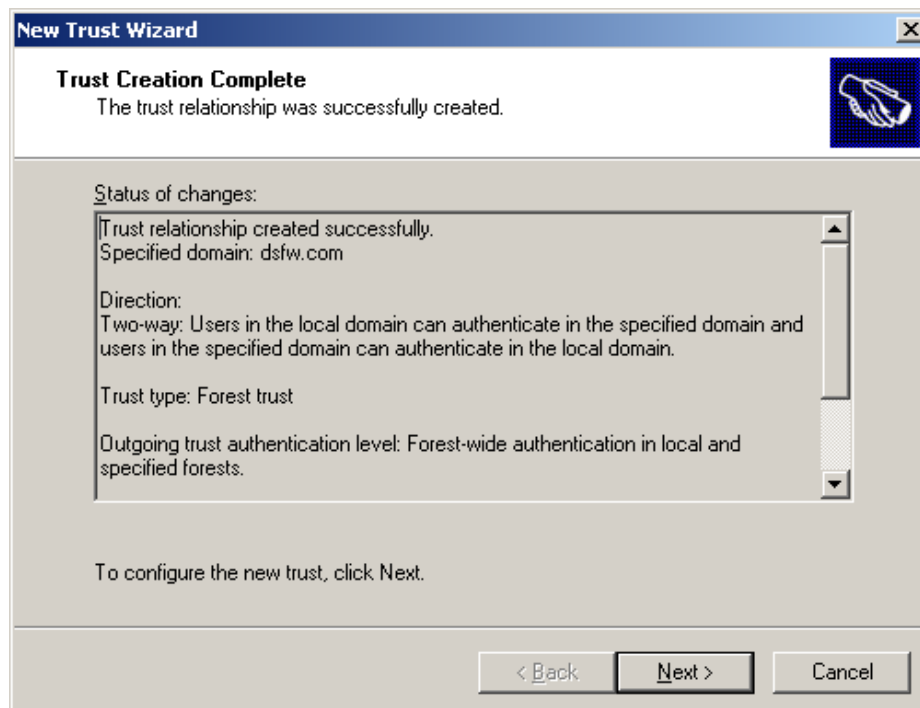 New Trust Wizard
Trust Creation Complete
The trust relationship was successfully created.
Status of changes:
Trust relationship created successfully.
Specified domain: dsfw.com
Direction:
Two-way: Users in the local domain can authenticate in the specified domain and
users in the specified domain can authenticate in the local domain.
Trust type: Forest trust
Outgoing trust authentication level: Forest-wide authentication in local and
specified forests.
To configure the new trust, click Next.
< Back
Next >
Cancel